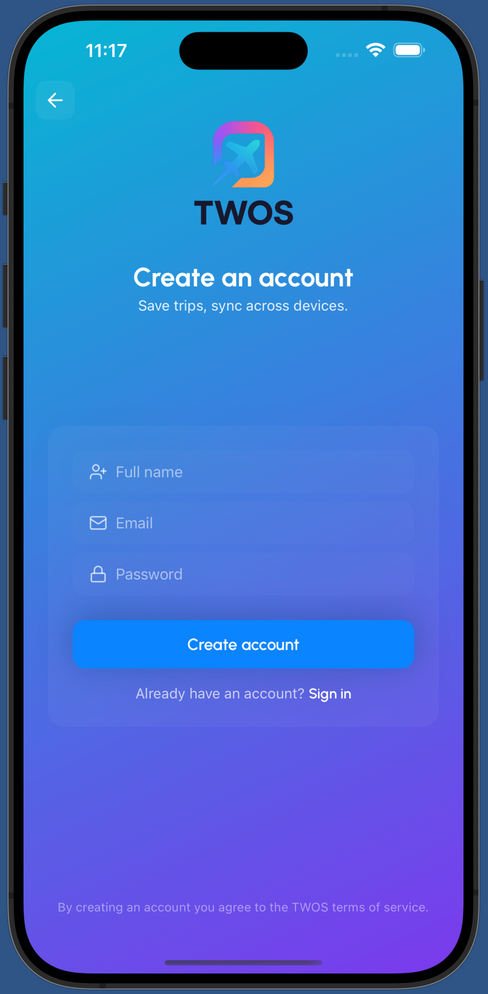 11:17
TWOS
Create an account
Save trips, sync across devices.
Full name
Email
Password
Create account
Already have an account? Sign in
By creating an account you agree to the TWOS terms of service.